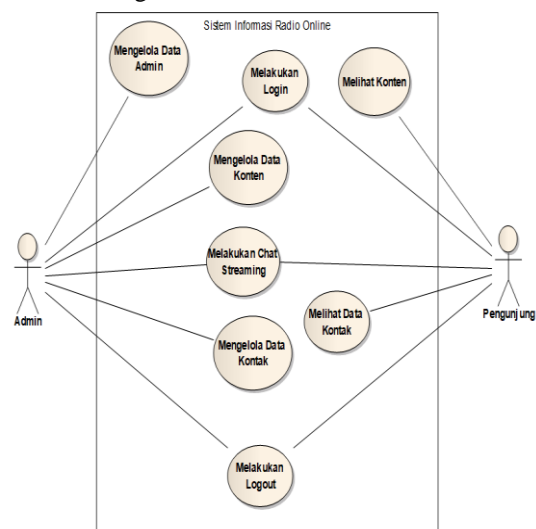 Sistem Informasi Radio Online
Mengelola Data
Admin
Melakukan
Login
Melihat Konten
Mengelola Data
Konten
Melakukan Chat
Streaming
Melihat Data
Kontak
Mengelola Data
Kontak
Melakukan
Logout
Admin
Pengunjung